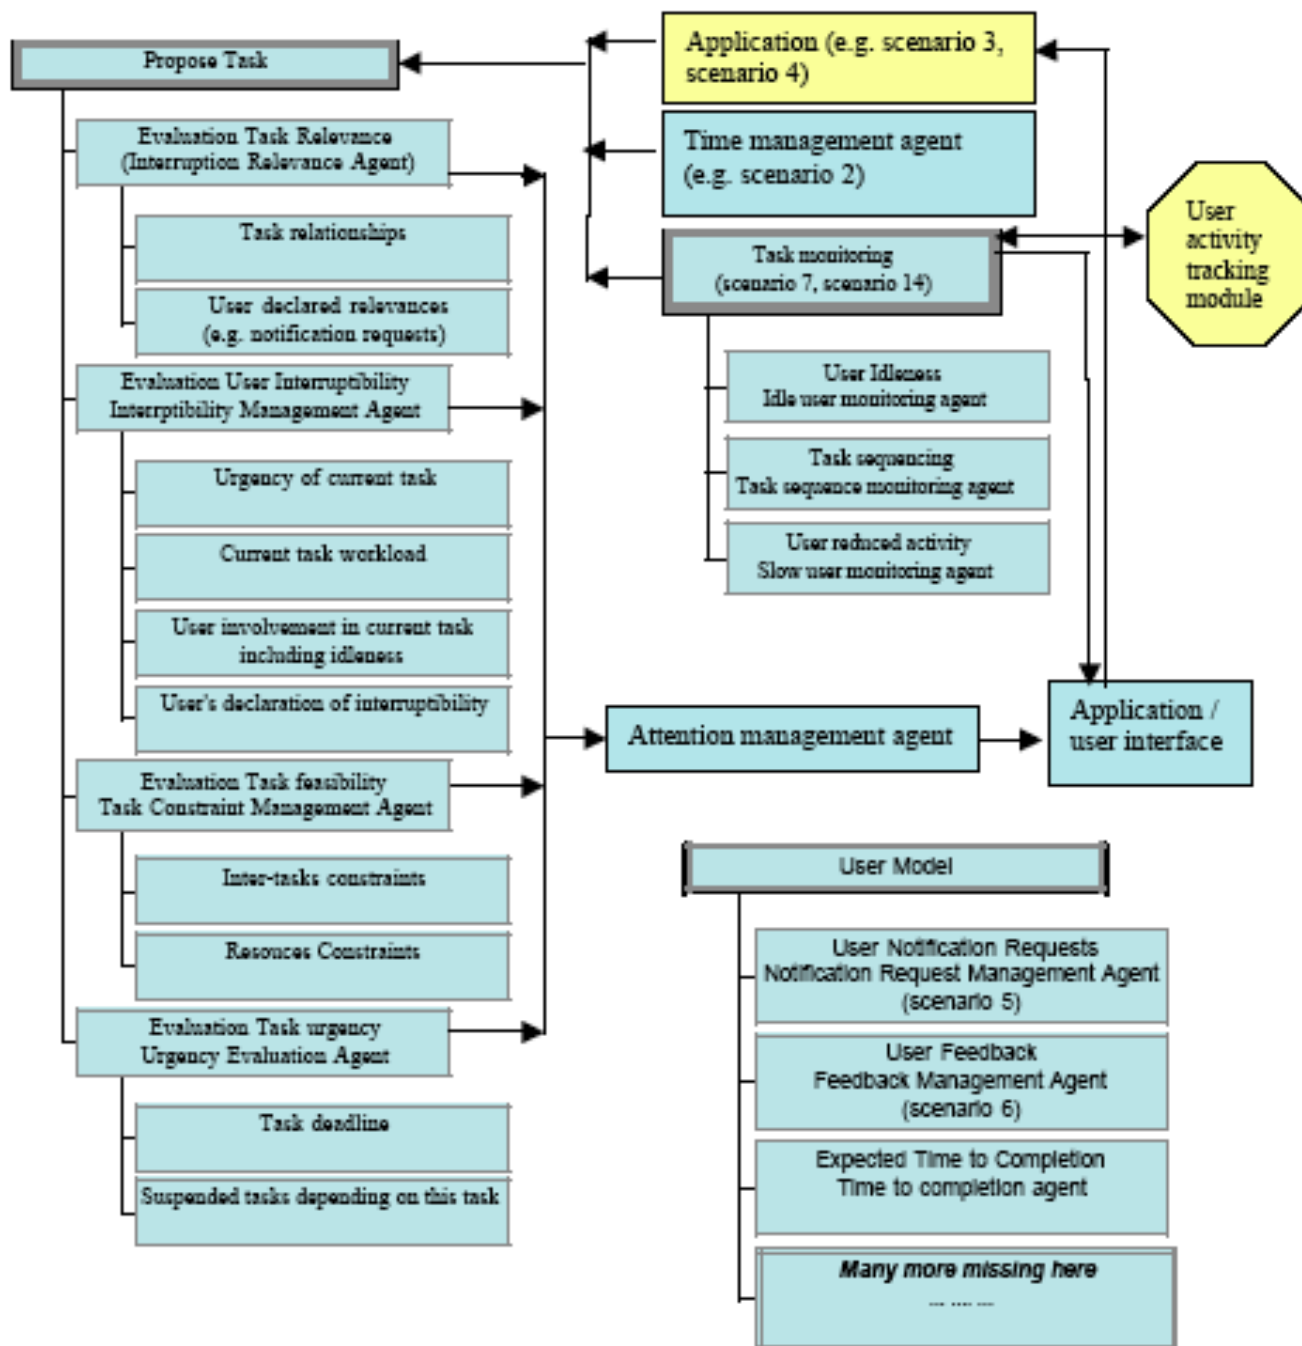 Propose Task
Evaluation Task Relevance
(Interruption Relevance Agent)
Task relationships
User declared relevances
(e.g. notification requests)
Evaluation User Interruptibility
Interrptibility Management Agent
Urgency of current task
Current task workload
User involvement in current task
including idleness
User's declaration of interruptibility
Evaluation Task feasibility
Task Constraint Management Agent
Inter-tasks constraints
Resouces Constraints
Evaluation Task urgency
Urgency Evaluation Agent
Task deadline
Suspended tasks depending on this task
Application (e.g. scenario 3,
scenario 4)
Time management agent
(e.g. scenario 2)
Task monitoring
(scenario 7, scenario 14)
User Idleness
Idle user monitoring agent
Task sequencing
Task sequence monitoring agent
User reduced activity
Slow user monitoring agent
User
activity
tracking
module
Attention management agent
Application /
user interface
User Model
User Notification Requests
Notification Request Management Agent
(scenario 5)
User Feedback
Feedback Management Agent
(scenario 6)
Expected Time to Completion
Time to completion agent
Many more missing here
... .... ...